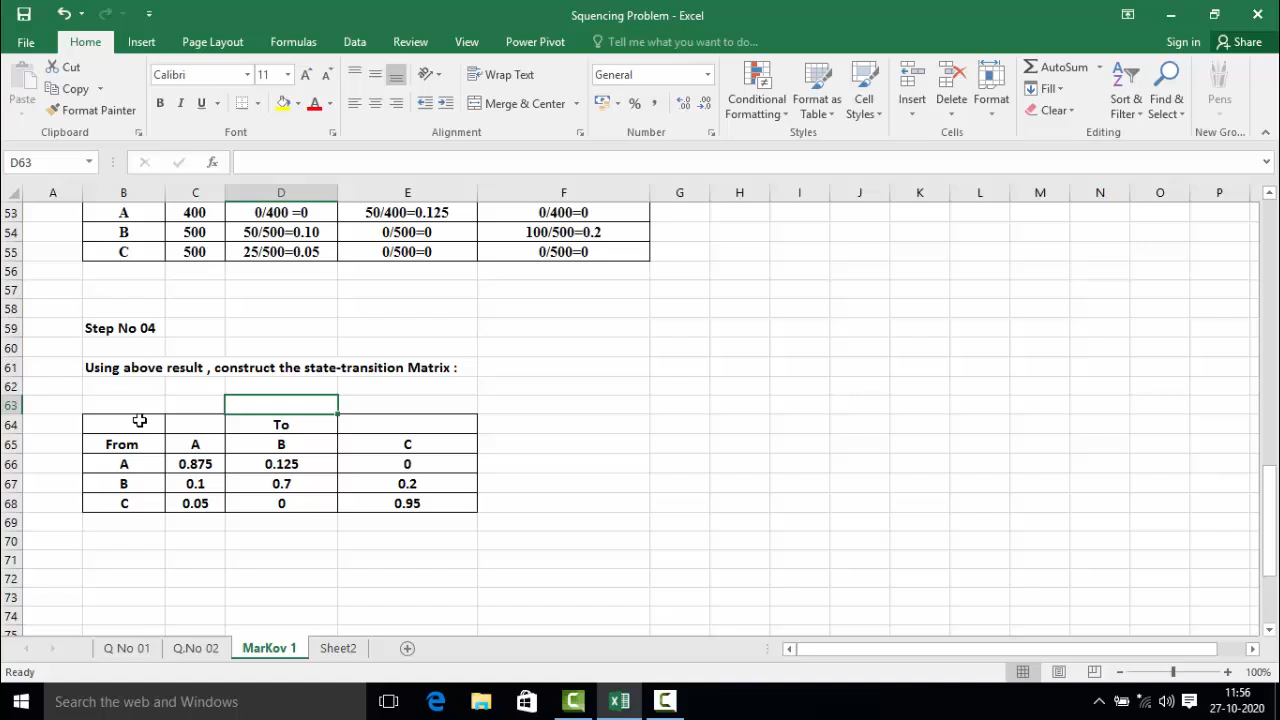 Squencing Problem - Excel
File Home Insert Page Layout Formulas Data Review View Power Pivot Tell me what you want to do... Sign in Share
Paste Cut Copy Format Painter
Calibri 11 A A B I U A
Wrap Text Merge & Center
General % ,
Conditional Formatting Format as Table Cell Styles
Insert Delete Format
AutoSum Fill Clear Sort & Filter Find & Select
Pens
Clipboard Font Alignment Number Styles Cells Editing New Gro...
D63 fx
A B C D E F G H I J K L M N O P
53 A 400 0/400 =0 50/400=0.125 0/400=0
54 B 500 50/500=0.10 0/500=0 100/500=0.2
55 C 500 25/500=0.05 0/500=0 0/500=0
56
57
58
59 Step No 04
60
61 Using above result , construct the state-transition Matrix :
62
63
64 To
65 From A B C
66 A 0.875 0.125 0
67 B 0.1 0.7 0.2
68 C 0.05 0 0.95
69
70
71
72
73
74
75
Q No 01 Q.No 02 MarKov 1 Sheet2
Ready 100%
Search the web and Windows
11:56
27-10-2020